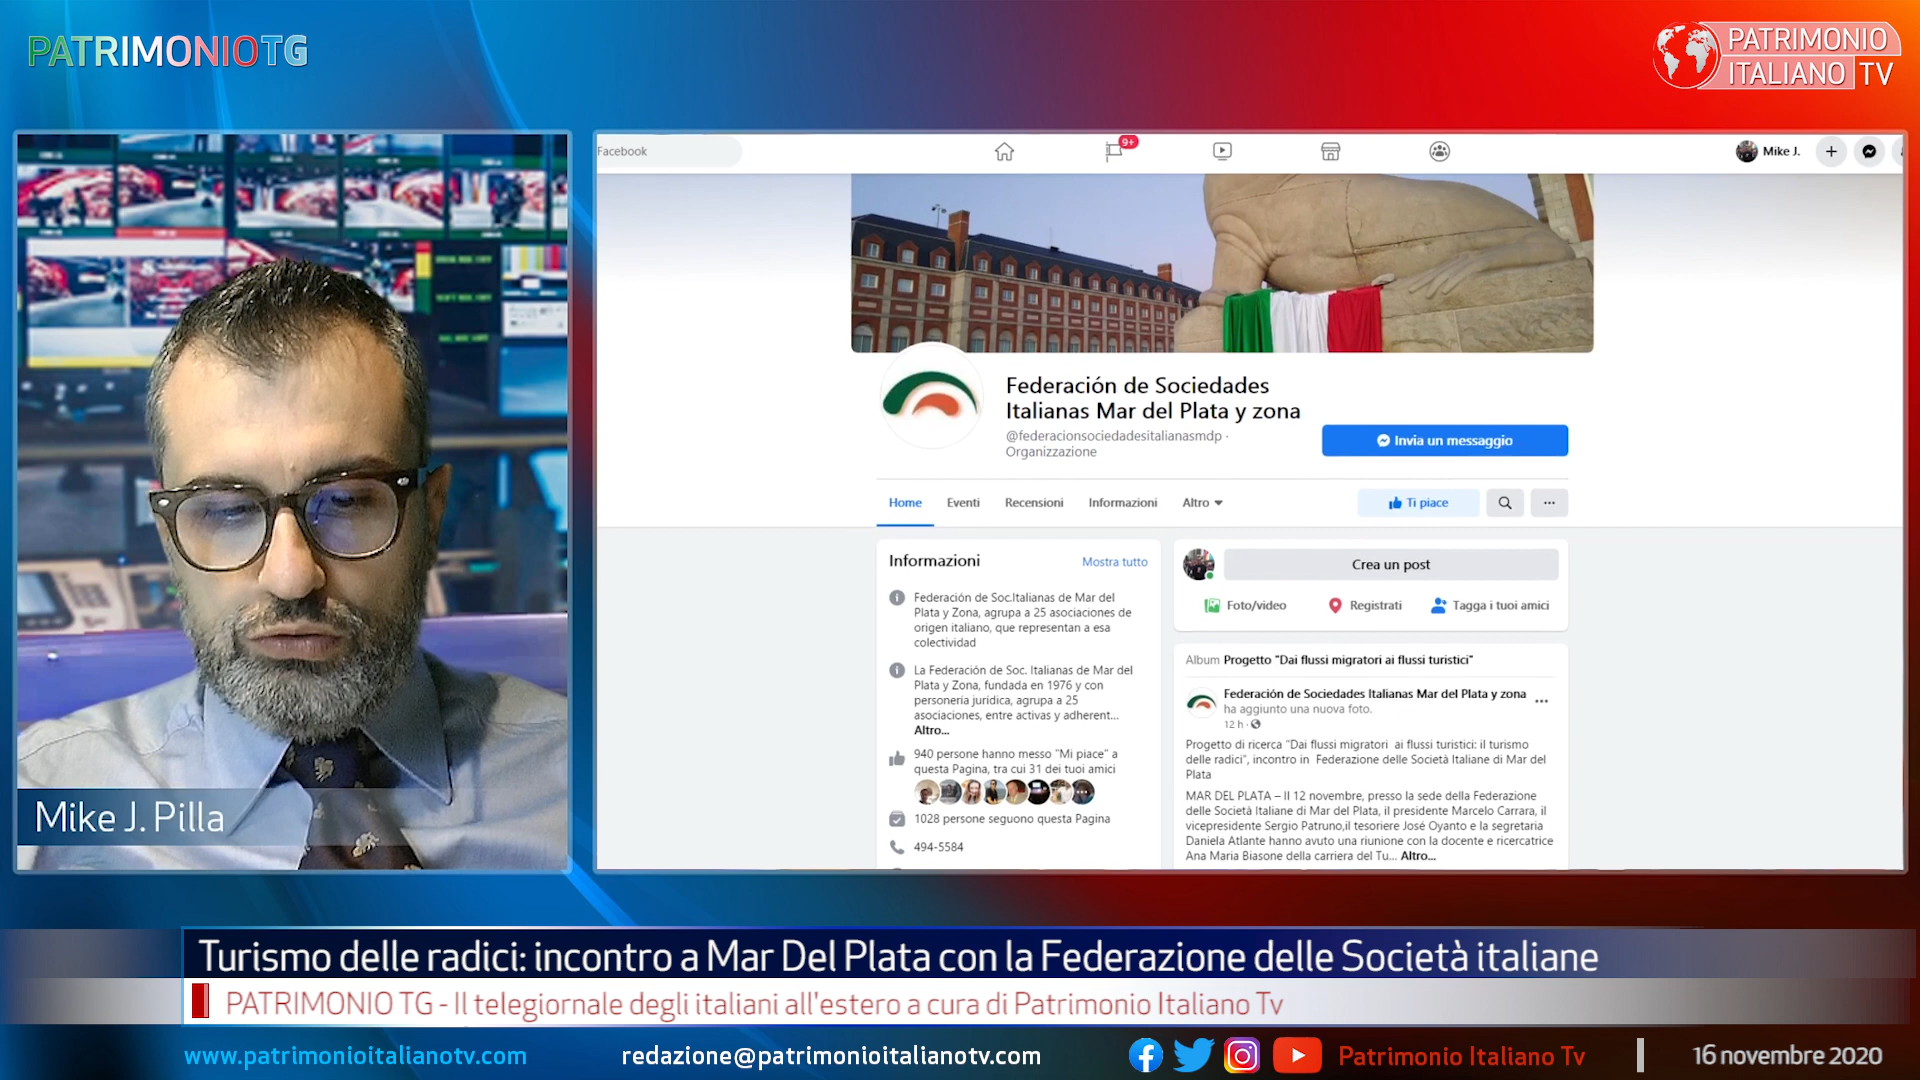 PATRIMONIOTG
PATRIMONIO
ITALIANO TV
Facebook
9+
Mike J.
Federación de Sociedades
Italianas Mar del Plata y zona
@federacionsociedadesitalianasmdp ·
Organizzazione
Invia un messaggio
Home
Eventi
Recensioni
Informazioni
Altro
Ti piace
Informazioni
Mostra tutto
Federación de Soc.Italianas de Mar del
Plata y Zona, agrupa a 25 asociaciones de
origen italiano, que representan a esa
colectividad
La Federación de Soc. Italianas de Mar del
Plata y Zona, fundada en 1976 y con
personería jurídica, agrupa a 25
asociaciones, entre activas y adherent...
Altro...
940 persone hanno messo "Mi piace" a
questa Pagina, tra cui 31 dei tuoi amici
1028 persone seguono questa Pagina
494-5584
Crea un post
Foto/video
Registrati
Tagga i tuoi amici
Album Progetto "Dai flussi migratori ai flussi turistici"
Federación de Sociedades Italianas Mar del Plata y zona
ha aggiunto una nuova foto.
12 h ·
Progetto di ricerca "Dai flussi migratori ai flussi turistici: il turismo
delle radici", incontro in Federazione delle Società Italiane di Mar del
Plata
MAR DEL PLATA – Il 12 novembre, presso la sede della Federazione
delle Società Italiane di Mar del Plata, il presidente Marcelo Carrara, il
vicepresidente Sergio Patruno,il tesoriere José Oyanto e la segretaria
Daniela Atlante hanno avuto una riunione con la docente e ricercatrice
Ana Maria Biasone della carriera del Tu... Altro...
Mike J. Pilla
Turismo delle radici: incontro a Mar Del Plata con la Federazione delle Società italiane
PATRIMONIO TG - Il telegiornale degli italiani all'estero a cura di Patrimonio Italiano Tv
www.patrimonioitalianotv.com
redazione@patrimonioitalianotv.com
Patrimonio Italiano Tv
16 novembre 2020